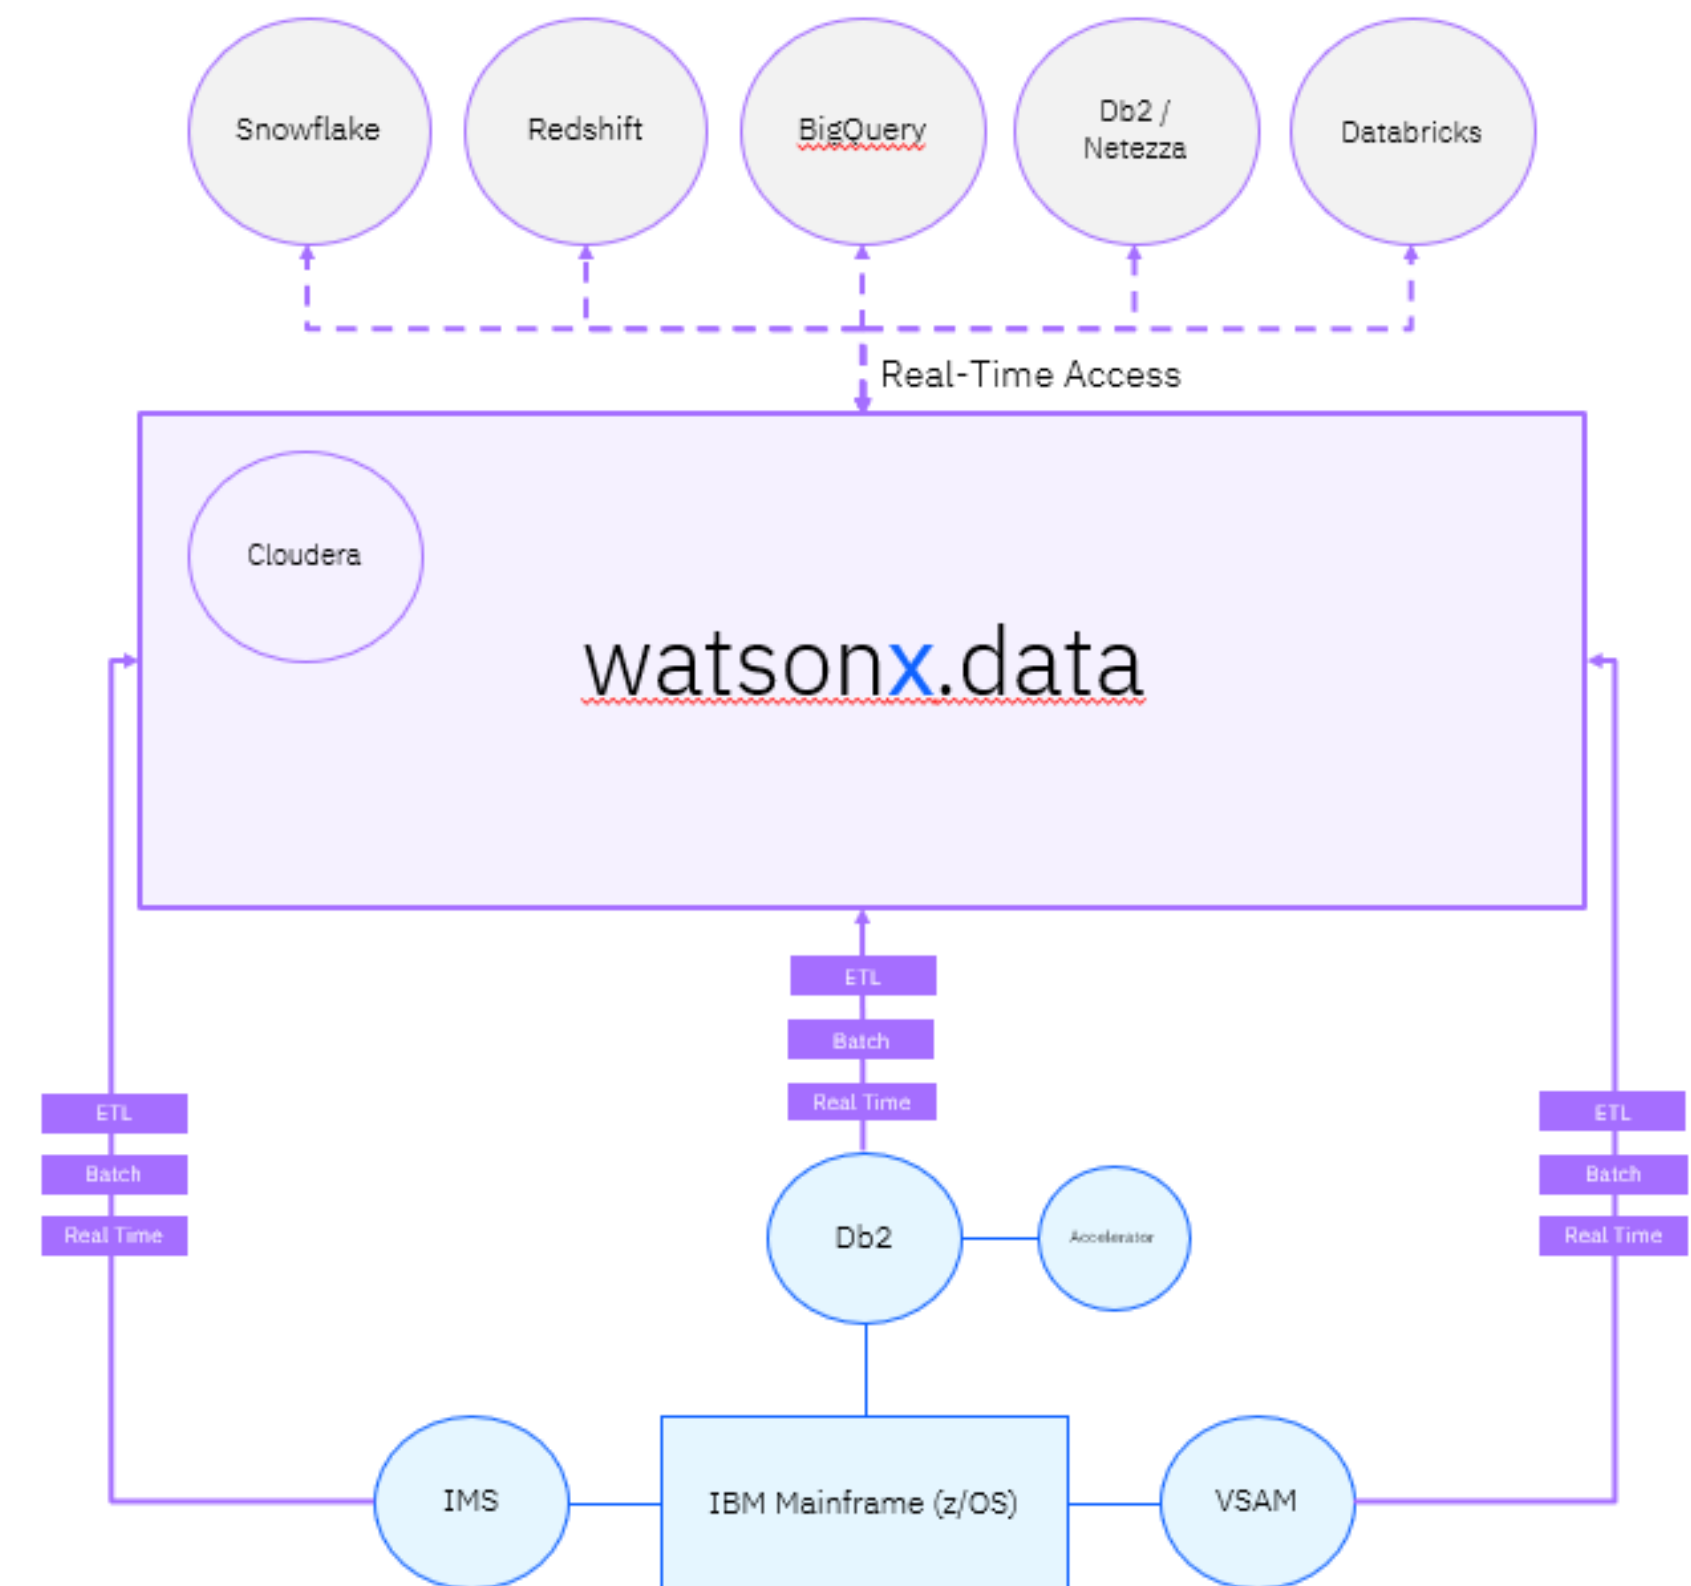 Snowflake
Redshift
BigQuery
Db2 /
Netezza
Databricks
Real-Time Access
Cloudera
watsonx.data
ETL
Batch
Real Time
ETL
Batch
Real Time
ETL
Batch
Real Time
Db2
Accelerator
IMS
IBM Mainframe (z/OS)
VSAM